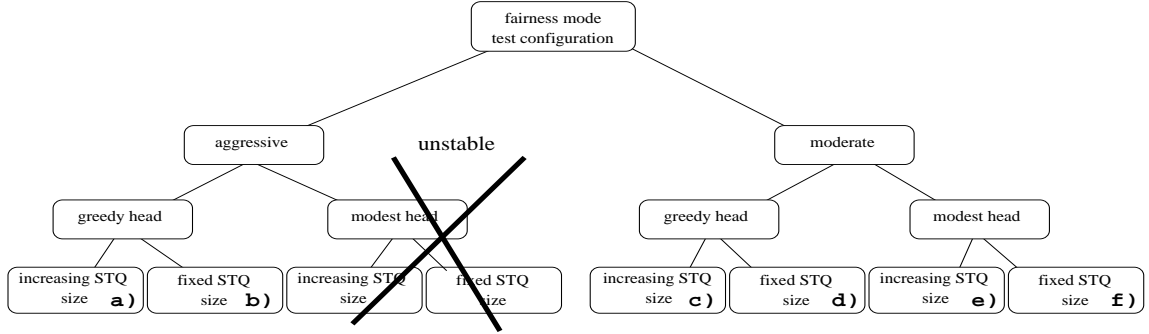 fairness mode
test configuration
aggressive
unstable
moderate
greedy head
modest head
greedy head
modest head
increasing STQ
size a)
fixed STQ
size b)
increasing STQ
size
fixed STQ
size
increasing STQ
size c)
fixed STQ
size d)
increasing STQ
size e)
fixed STQ
size f)